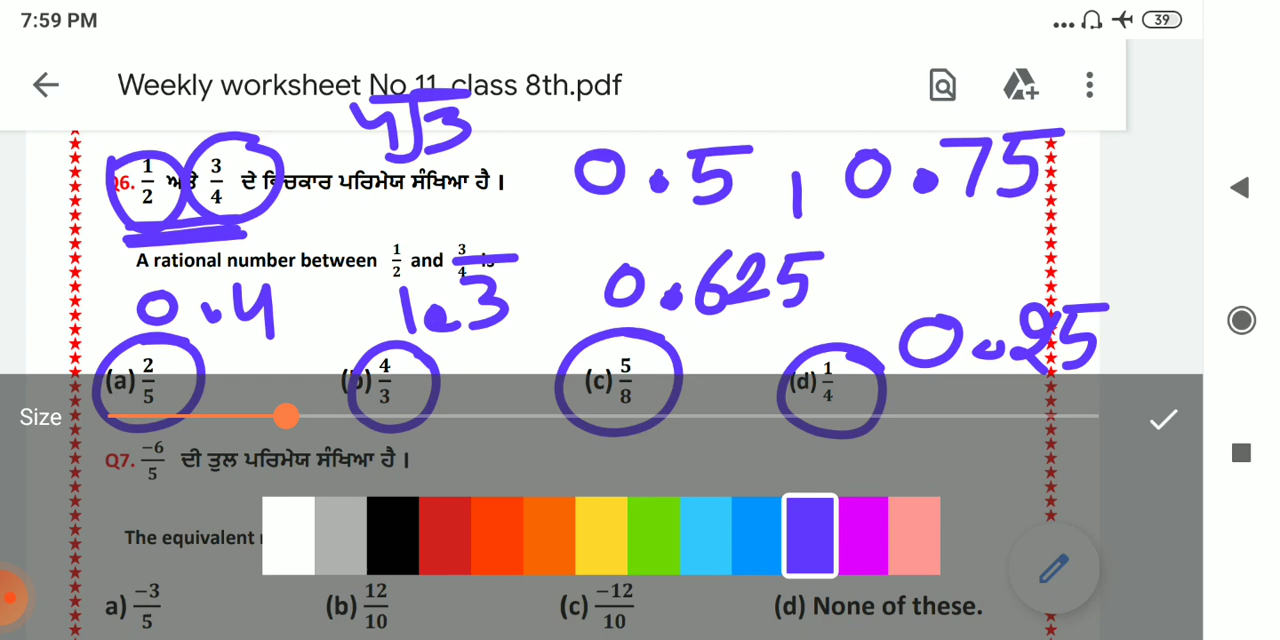 7:59 PM 39
Weekly worksheet No 11 class 8th.pdf
4 3
Q6. 1/2 ਅਤੇ 3/4 ਦੇ ਵਿਚਕਾਰ ਪਰਿਮੇਯ ਸੰਖਿਆ ਹੈ ।
0.5, 0.75
A rational number between 1/2 and 3/4 is
0.4 1.3 0.625 0.25
(a) 2/5 (b) 4/3 (c) 5/8 (d) 1/4
Size
Q7. -6/5 ਦੀ ਤੁਲ ਪਰਿਮੇਯ ਸੰਖਿਆ ਹੈ ।
The equivalent
a) -3/5 (b) 12/10 (c) -12/10 (d) None of these.